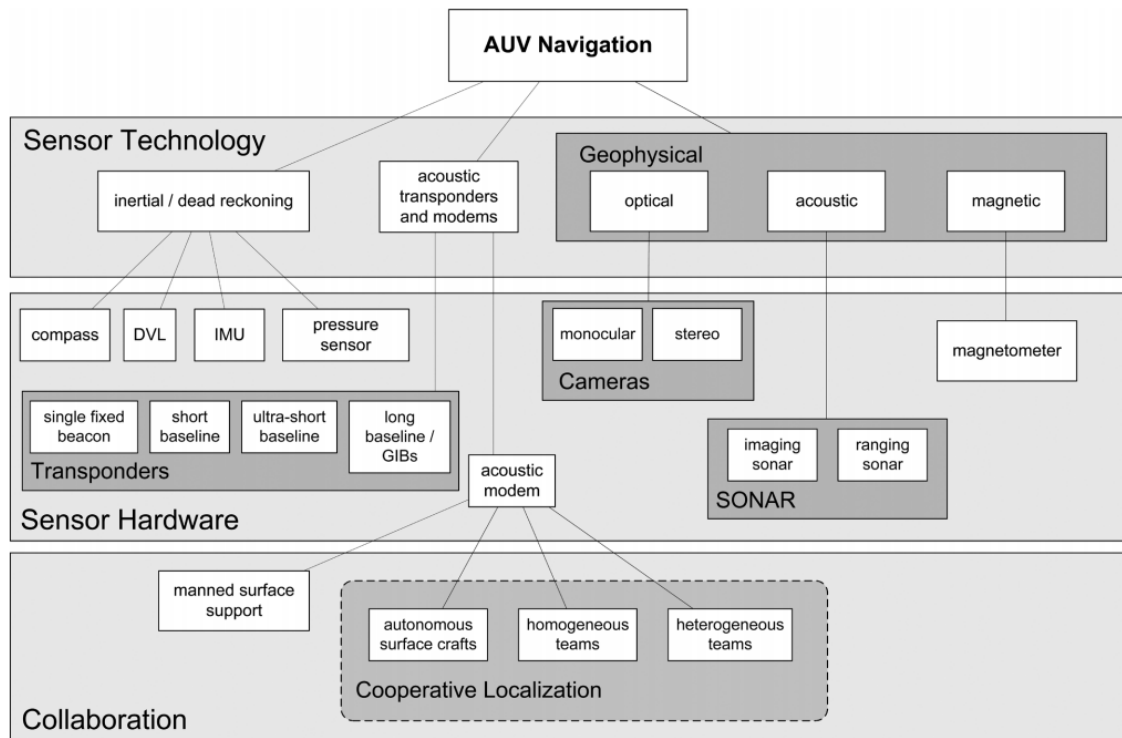 AUV Navigation
Sensor Technology
inertial / dead reckoning
acoustic
transponders
and modems
Geophysical
optical
acoustic
magnetic
compass
DVL
IMU
pressure
sensor
monocular
stereo
Cameras
magnetometer
single fixed
beacon
short
baseline
ultra-short
baseline
long
baseline /
GIBs
Transponders
acoustic
modem
imaging
sonar
ranging
sonar
SONAR
Sensor Hardware
manned surface
support
autonomous
surface crafts
homogeneous
teams
heterogeneous
teams
Cooperative Localization
Collaboration